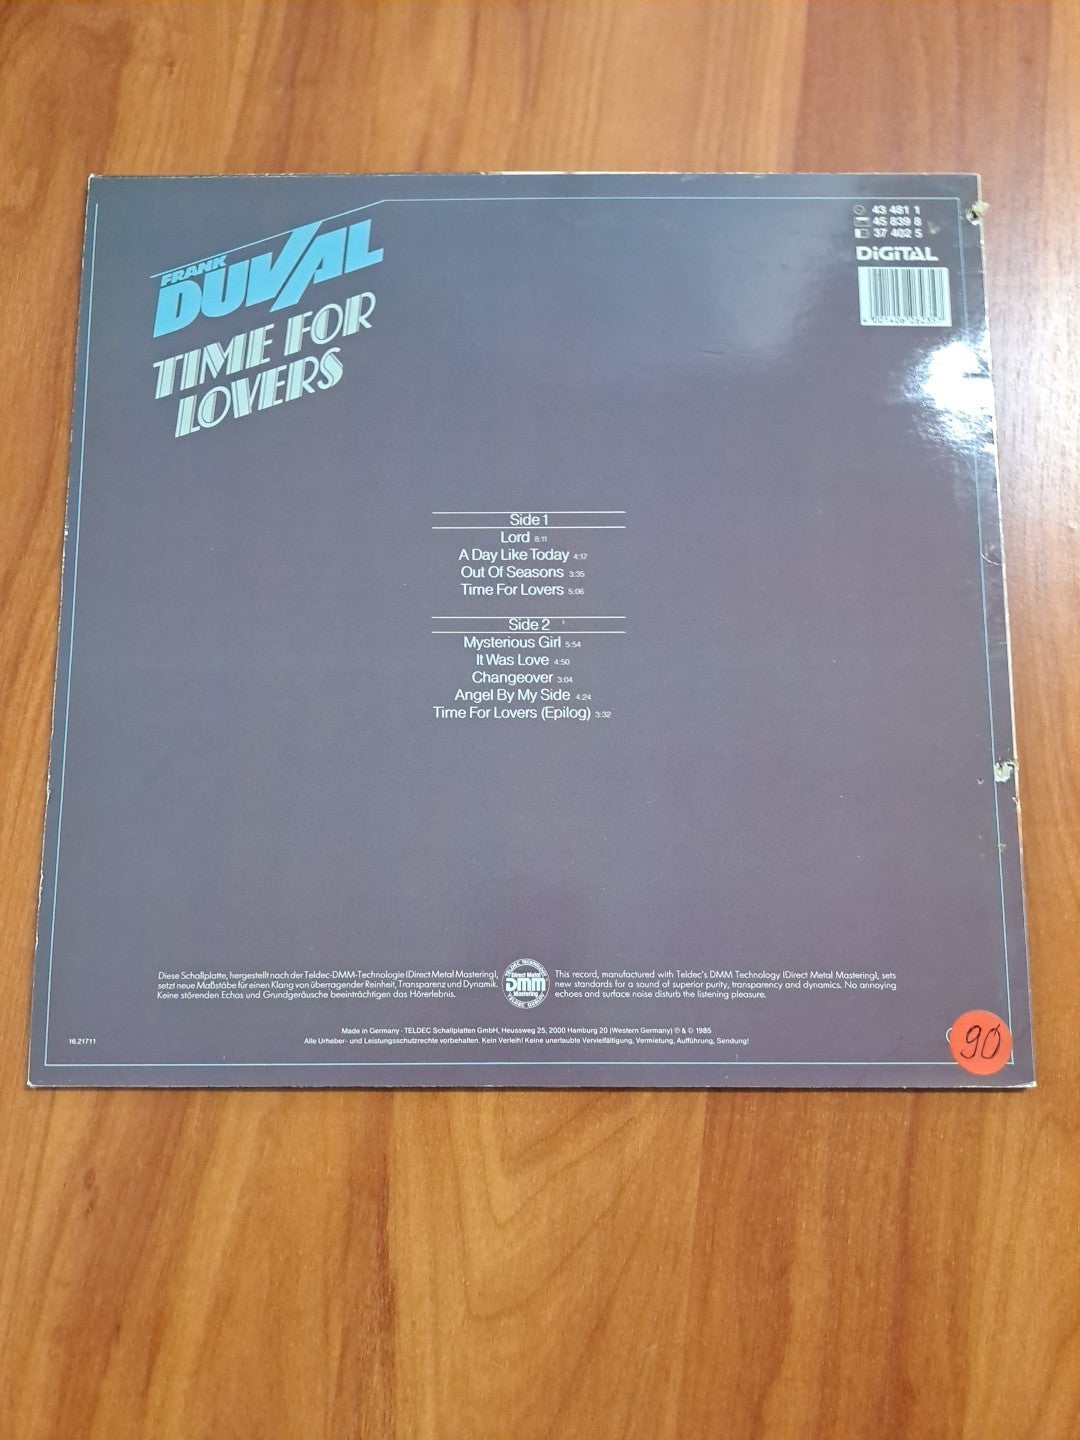 FRANK
DUVAL
TIME FOR
LOVERS
43 481 1
45 839 8
37 402 5
DIGITAL
Side 1
Lord 8:11
A Day Like Today 4:17
Out Of Seasons 3:35
Time For Lovers 5:06
Side 2
Mysterious Girl 5:54
It Was Love 4:50
Changeover 3:04
Angel By My Side 4:24
Time For Lovers (Epilog) 3:32
Diese Schallplatte, hergestellt nach der Teldec-DMM-Technologie (Direct Metal Mastering),
setzt neue Maßstäbe für einen Klang von überragender Reinheit, Transparenz und Dynamik.
Keine störenden Echos und Grundgeräusche beeinträchtigen das Hörerlebnis.
TELDEC TECHNOLOGY
Direct Metal
DMM
Mastering
TELDEC QUALITY
This record, manufactured with Teldec's DMM Technology (Direct Metal Mastering), sets
new standards for a sound of superior purity, transparency and dynamics. No annoying
echoes and surface noise disturb the listening pleasure.
Made in Germany · TELDEC Schallplatten GmbH, Heussweg 25, 2000 Hamburg 20 (Western Germany) ℗ & © 1985
Alle Urheber- und Leistungsschutzrechte vorbehalten. Kein Verleih! Keine unerlaubte Vervielfältigung, Vermietung, Aufführung, Sendung!
16.21711
90